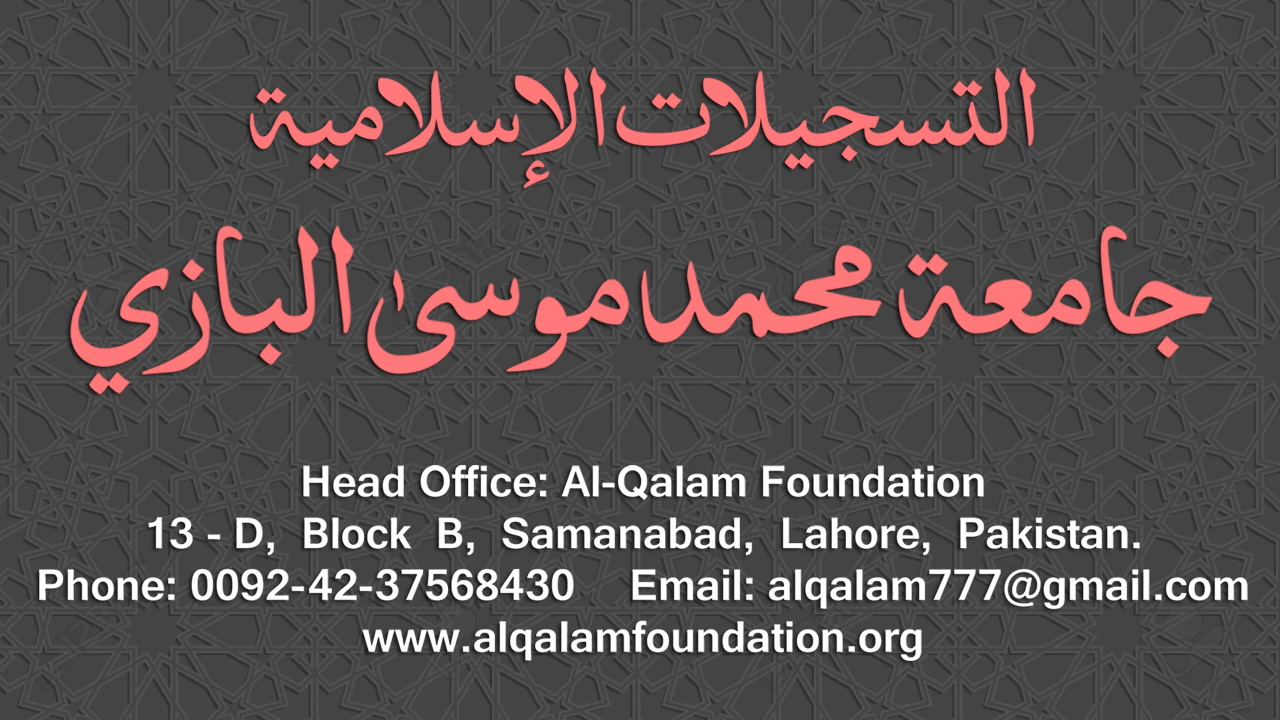 التسجيلات الإسلامية
جامعة محمد موسىٰ البازي
Head Office: Al-Qalam Foundation
13 - D, Block B, Samanabad, Lahore, Pakistan.
Phone: 0092-42-37568430 Email: alqalam777@gmail.com
www.alqalamfoundation.org